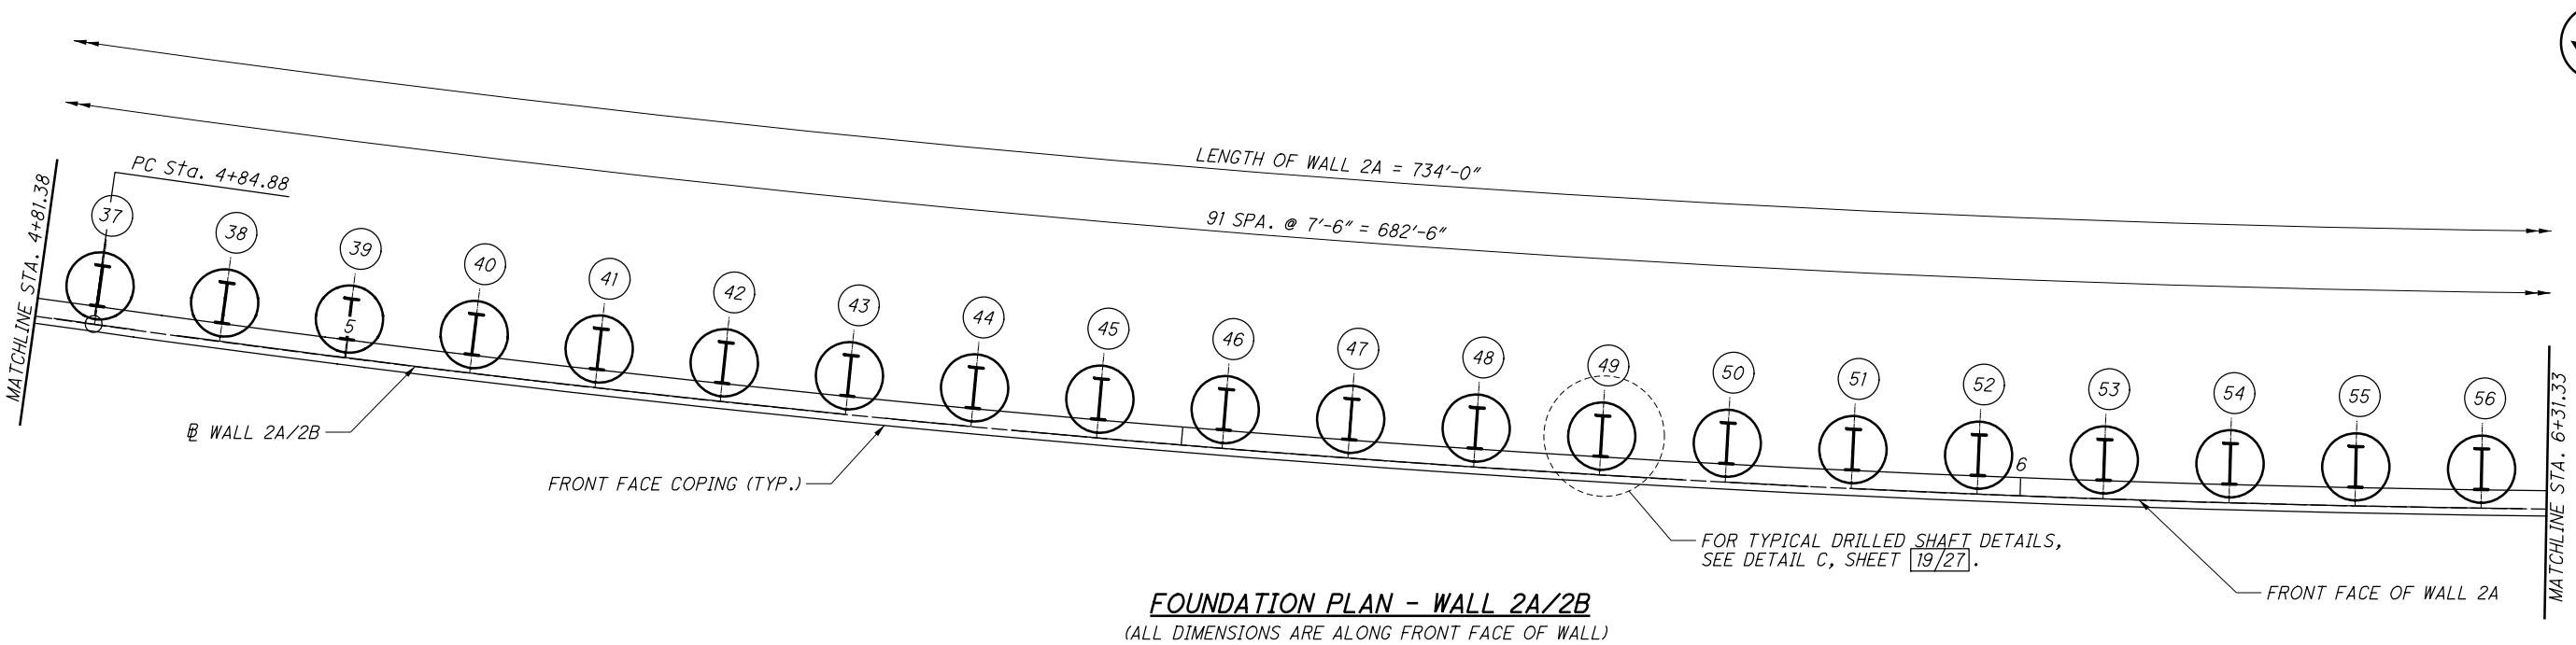 LENGTH OF WALL 2A = 734'-0"
91 SPA. @ 7'-6" = 682'-6"
PC Sta. 4+84.88
MATCHLINE STA. 4+81.38
37
38
39
40
41
42
43
44
45
46
47
48
49
50
51
52
53
54
55
56
5
6
MATCHLINE STA. 6+31.33
BL WALL 2A/2B
FRONT FACE COPING (TYP.)
FOR TYPICAL DRILLED SHAFT DETAILS,
SEE DETAIL C, SHEET 19/27.
FRONT FACE OF WALL 2A
FOUNDATION PLAN - WALL 2A/2B
(ALL DIMENSIONS ARE ALONG FRONT FACE OF WALL)